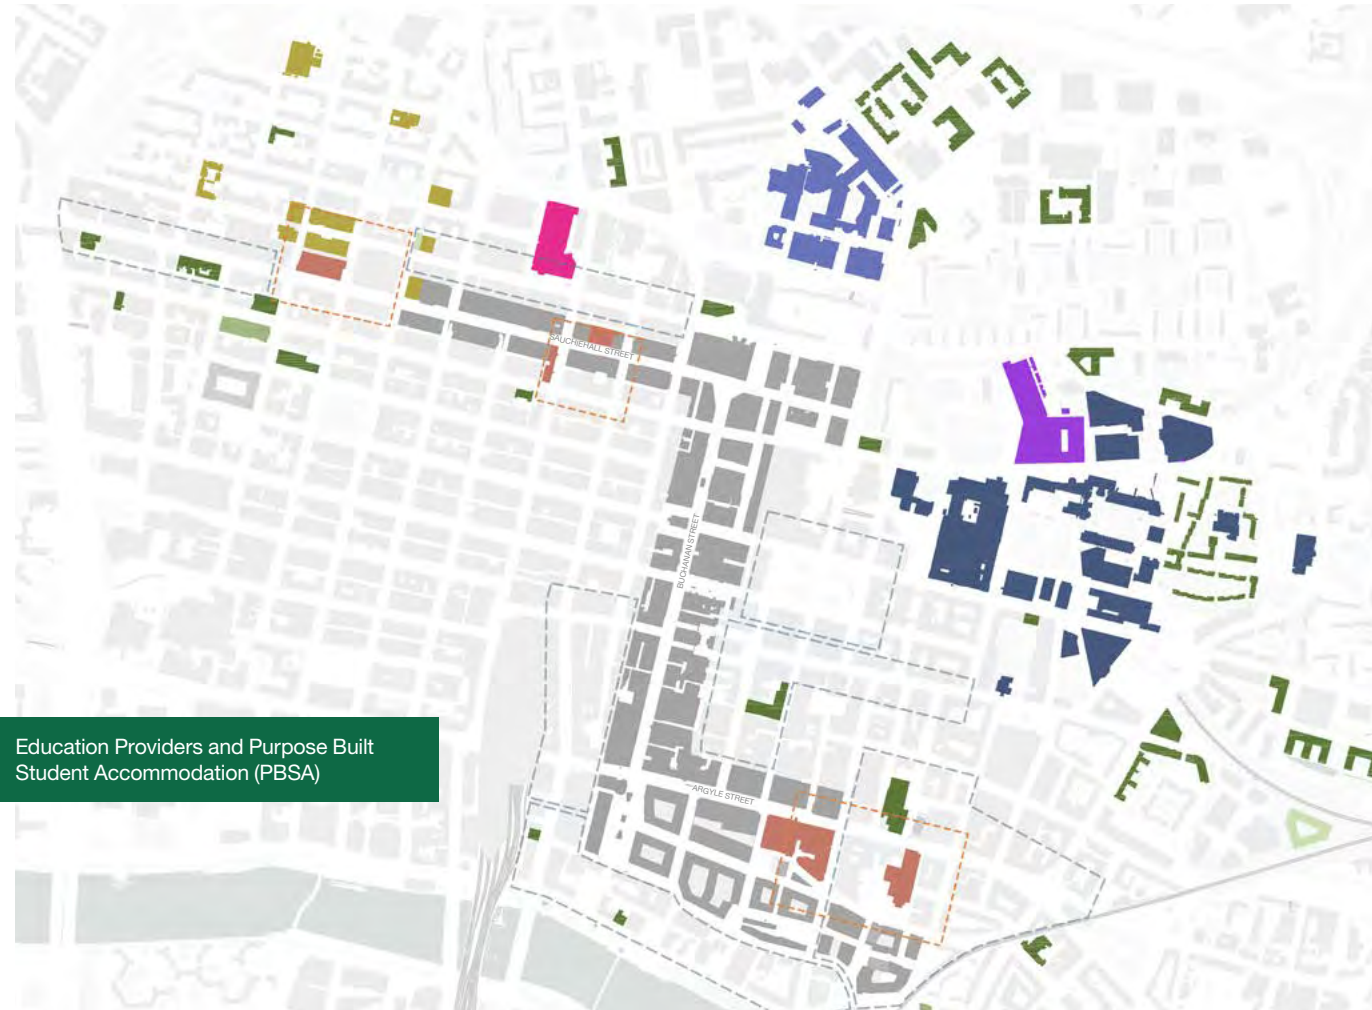 SAUCHIEHALL STREET
BUCHANAN STREET
Education Providers and Purpose Built
Student Accommodation (PBSA)
ARGYLE STREET